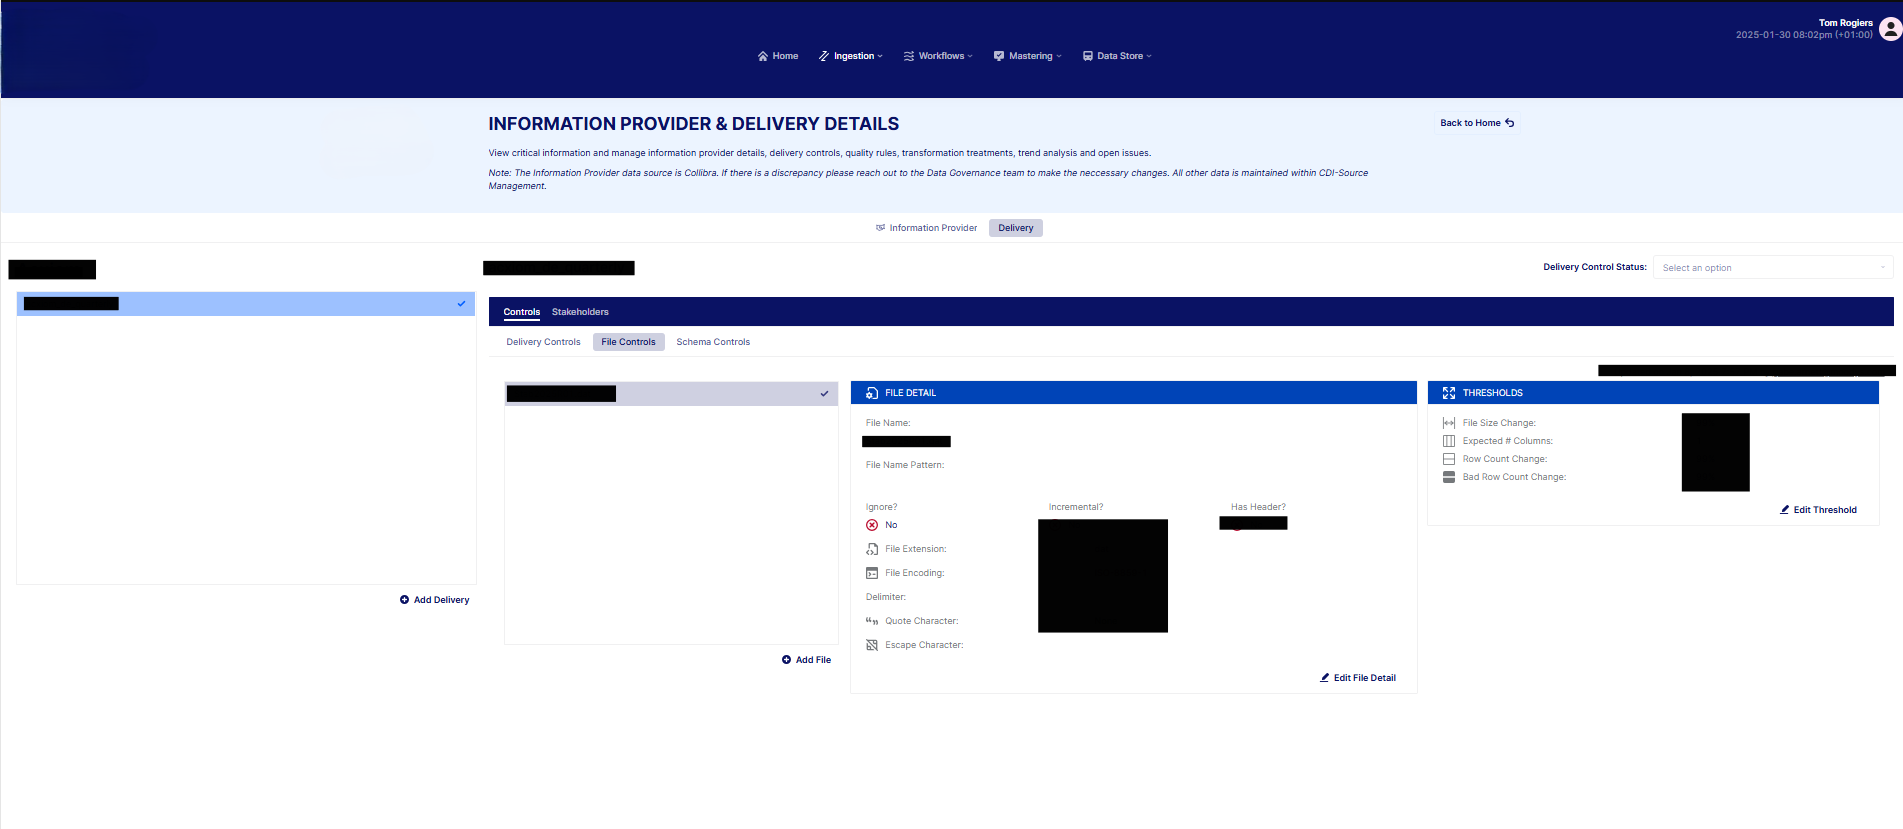 Tom Rogiers
2025-01-30 08:02pm (+01:00)
Home Ingestion Workflows Mastering Data Store
INFORMATION PROVIDER & DELIVERY DETAILS
Back to Home
View critical information and manage information provider details, delivery controls, quality rules, transformation treatments, trend analysis and open issues.
Note: The Information Provider data source is Collibra. If there is a discrepancy please reach out to the Data Governance team to make the neccessary changes. All other data is maintained within CDI-Source
Management.
Information Provider Delivery
Delivery Control Status: Select an option
Controls Stakeholders
Delivery Controls File Controls Schema Controls
Add Delivery
Add File
FILE DETAIL
File Name:
File Name Pattern:
Ignore? Incremental? Has Header?
No
File Extension:
File Encoding:
Delimiter:
Quote Character:
Escape Character:
Edit File Detail
THRESHOLDS
File Size Change:
Expected # Columns:
Row Count Change:
Bad Row Count Change:
Edit Threshold